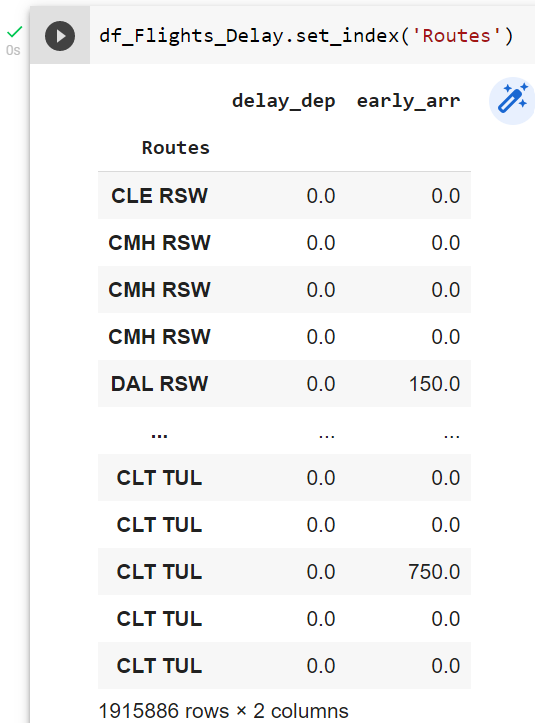 df_Flights_Delay.set_index('Routes')
0s
delay_dep early_arr
Routes
CLE RSW 0.0 0.0
CMH RSW 0.0 0.0
CMH RSW 0.0 0.0
CMH RSW 0.0 0.0
DAL RSW 0.0 150.0
... ... ...
CLT TUL 0.0 0.0
CLT TUL 0.0 0.0
CLT TUL 0.0 750.0
CLT TUL 0.0 0.0
CLT TUL 0.0 0.0
1915886 rows × 2 columns